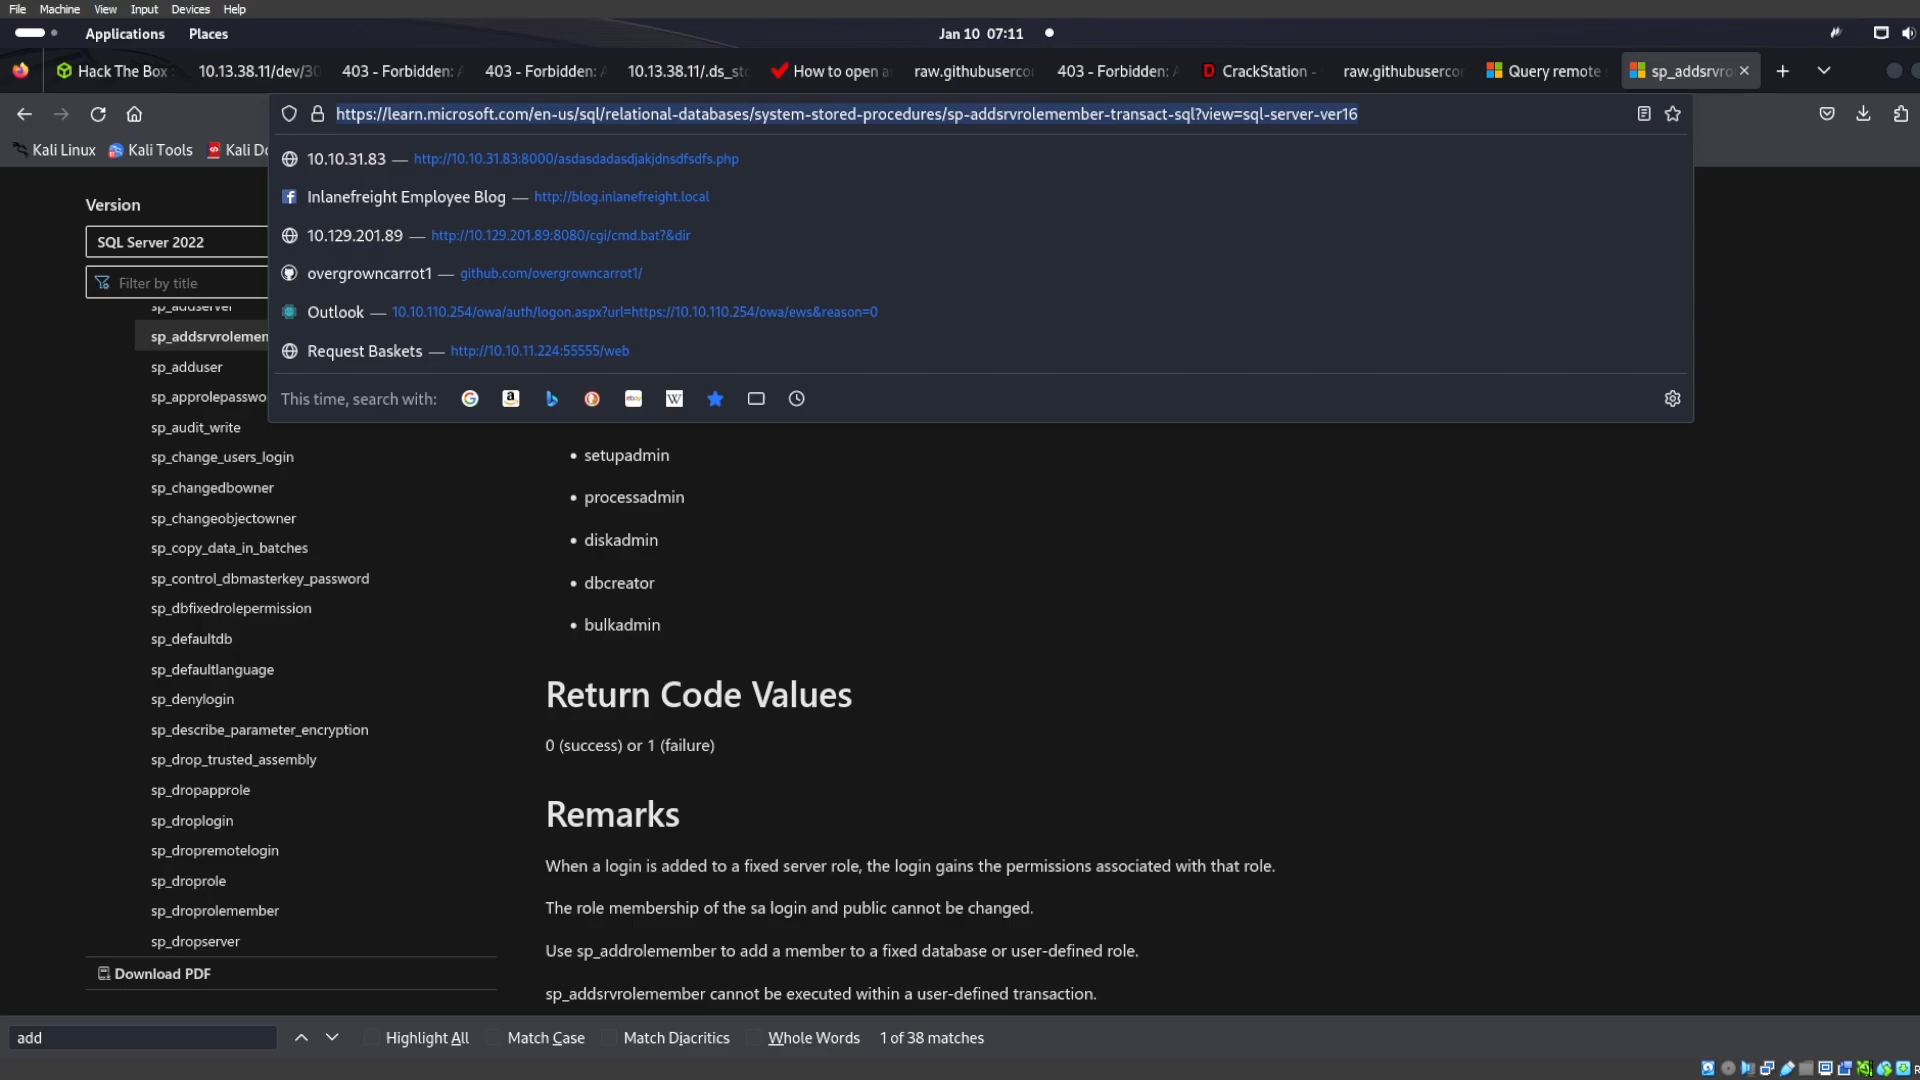 File Machine View Input Devices Help
Applications Places Jan 10 07:11
Hack The Box 10.13.38.11/dev/30 403 - Forbidden: A 403 - Forbidden: A 10.13.38.11/.ds_sto How to open a raw.githubusercon 403 - Forbidden: A CrackStation - raw.githubusercon Query remote sp_addsrvro
https://learn.microsoft.com/en-us/sql/relational-databases/system-stored-procedures/sp-addsrvrolemember-transact-sql?view=sql-server-ver16
Kali Linux Kali Tools Kali Do
10.10.31.83 — http://10.10.31.83:8000/asdasdadasdjakjdnsdfsdfs.php
Inlanefreight Employee Blog — http://blog.inlanefreight.local
10.129.201.89 — http://10.129.201.89:8080/cgi/cmd.bat?&dir
overgrowncarrot1 — github.com/overgrowncarrot1/
Outlook — 10.10.110.254/owa/auth/logon.aspx?url=https://10.10.110.254/owa/ews&reason=0
Request Baskets — http://10.10.11.224:55555/web
This time, search with:
Version
SQL Server 2022
Filter by title
sp_addserver
sp_addsrvrolemem
sp_adduser
sp_approlepasswo
sp_audit_write
sp_change_users_login
sp_changedbowner
sp_changeobjectowner
sp_copy_data_in_batches
sp_control_dbmasterkey_password
sp_dbfixedrolepermission
sp_defaultdb
sp_defaultlanguage
sp_denylogin
sp_describe_parameter_encryption
sp_drop_trusted_assembly
sp_dropapprole
sp_droplogin
sp_dropremotelogin
sp_droprole
sp_droprolemember
sp_dropserver
Download PDF
• setupadmin
• processadmin
• diskadmin
• dbcreator
• bulkadmin
Return Code Values
0 (success) or 1 (failure)
Remarks
When a login is added to a fixed server role, the login gains the permissions associated with that role.
The role membership of the sa login and public cannot be changed.
Use sp_addrolemember to add a member to a fixed database or user-defined role.
sp_addsrvrolemember cannot be executed within a user-defined transaction.
add Highlight All Match Case Match Diacritics Whole Words 1 of 38 matches